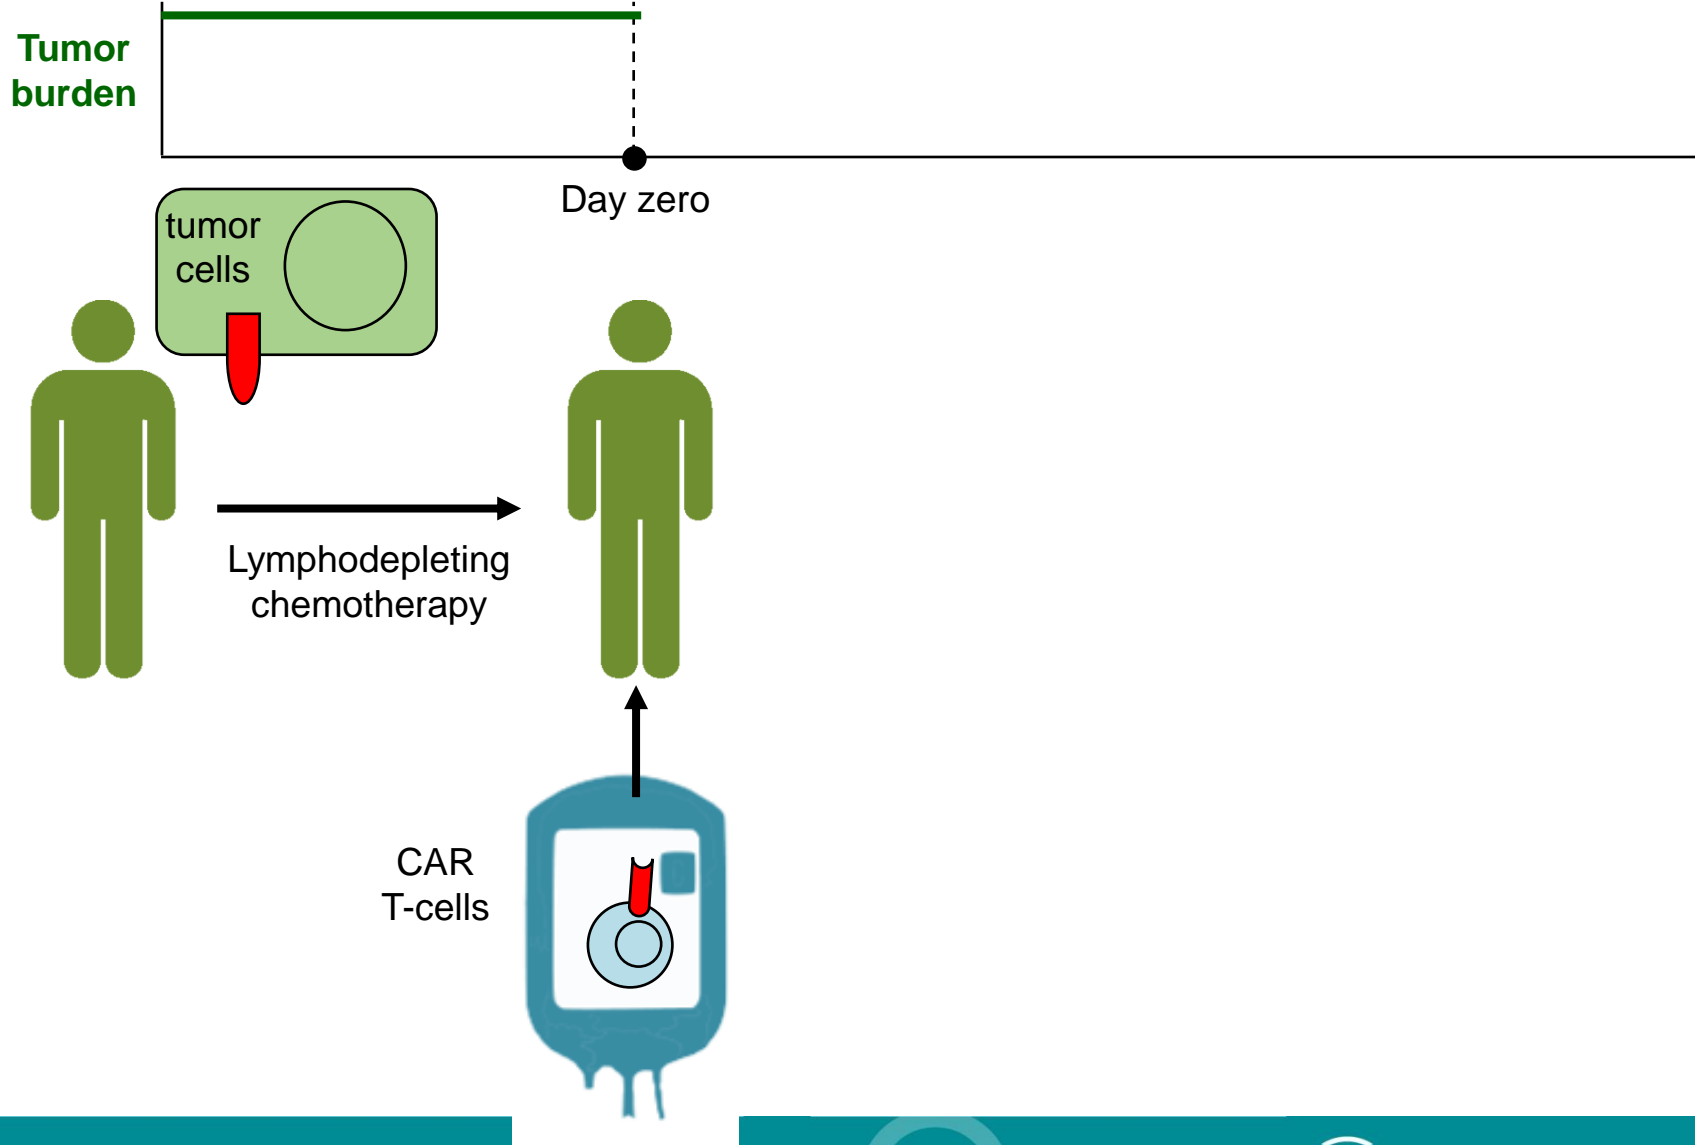 Tumor
burden
Day zero
tumor
cells
Lymphodepleting
chemotherapy
CAR
T-cells